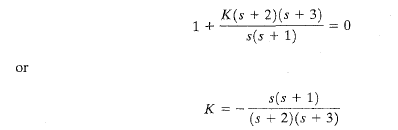 1 + K(s + 2)(s + 3) / s(s + 1) = 0
or
K = − s(s + 1) / (s + 2)(s + 3)